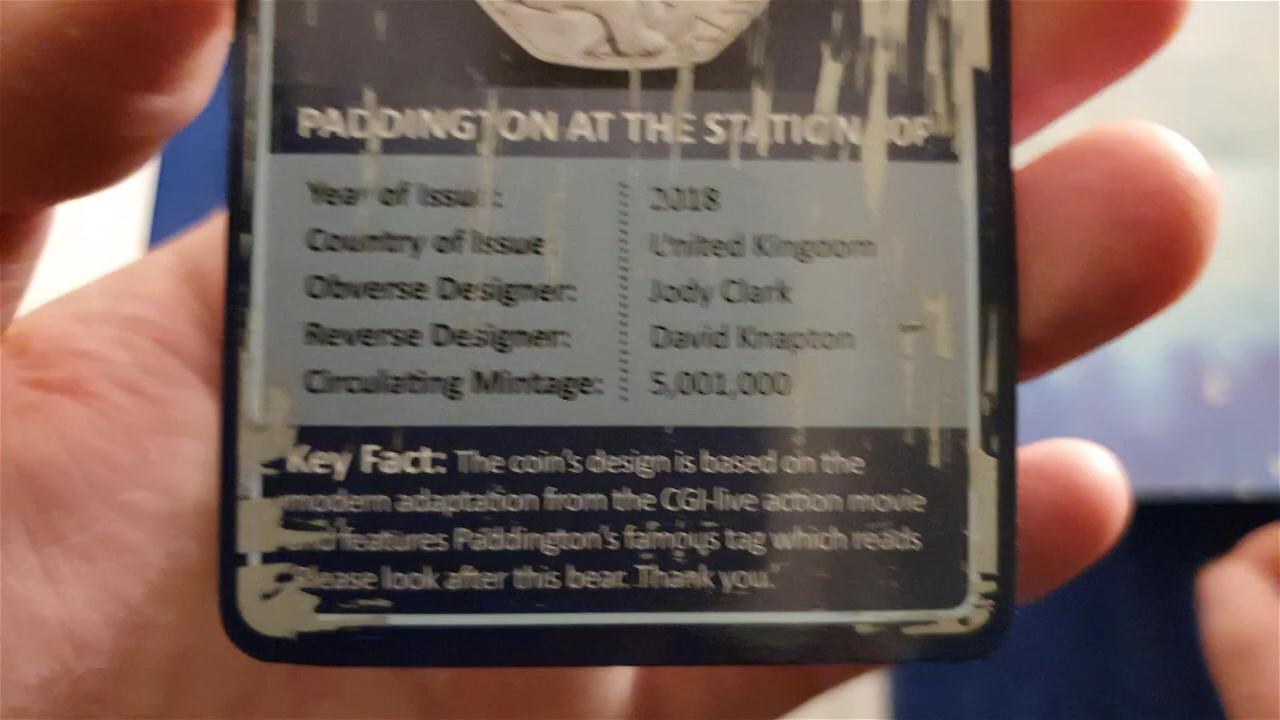 PADDINGTON AT THE STATION 50P
Year of Issue: 2018
Country of Issue United Kingdom
Obverse Designer: Jody Clark
Reverse Designer: David Knapton
Circulating Mintage: 5,001,000
Key Fact: The coin's design is based on the
modern adaptation from the CGI-live action movie
and features Paddington's famous tag which reads
'Please look after this bear. Thank you.'